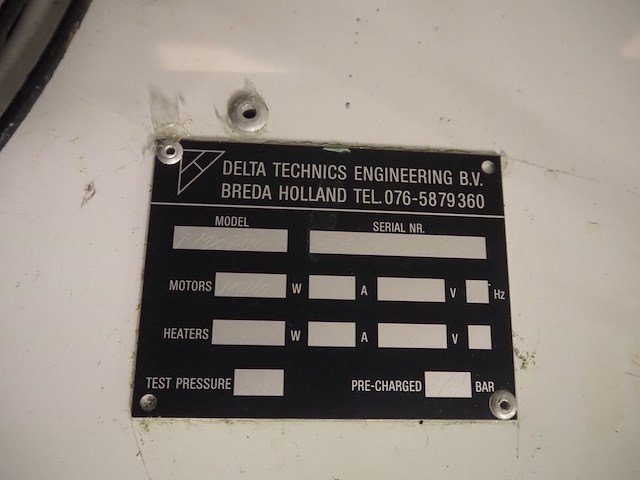 DELTA TECHNICS ENGINEERING B.V.
BREDA HOLLAND TEL. 076-5879360
MODEL SERIAL NR.
MOTORS W A V Hz
HEATERS W A V
TEST PRESSURE PRE-CHARGED BAR